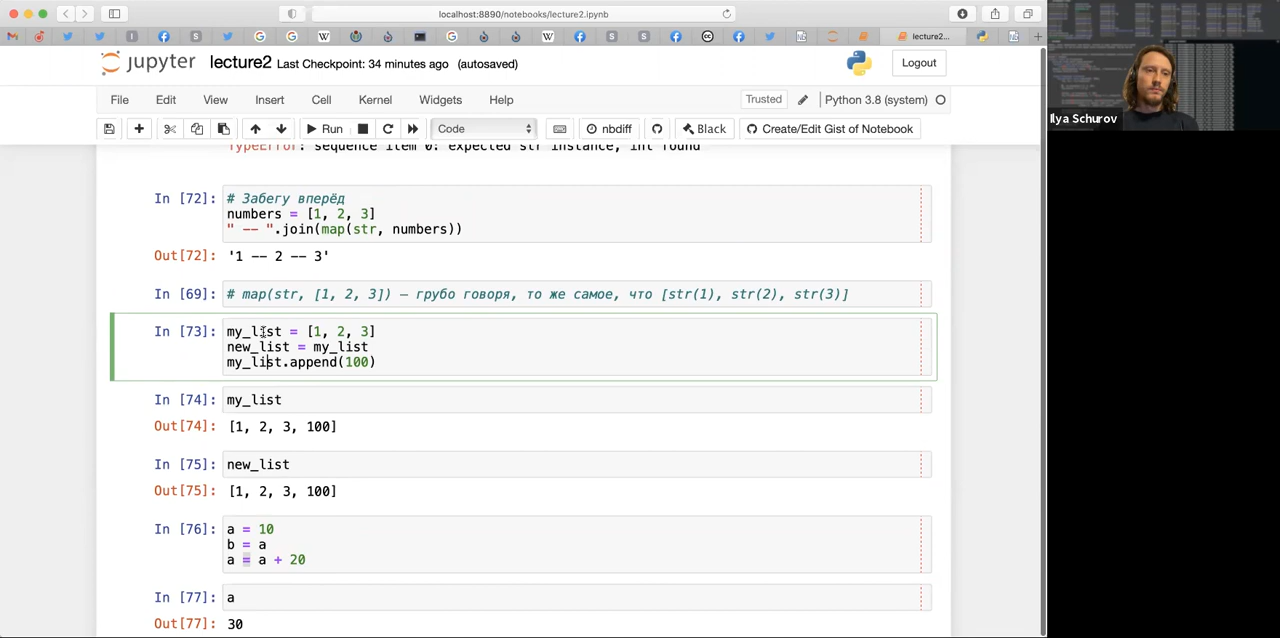 localhost:8890/notebooks/lecture2.ipynb
lecture2...
jupyter lecture2 Last Checkpoint: 34 minutes ago (autosaved)
Logout
File Edit View Insert Cell Kernel Widgets Help
Trusted Python 3.8 (system)
Run Code nbdiff Black Create/Edit Gist of Notebook
Ilya Schurov
TypeError: sequence item 0: expected str instance, int found
In [72]: # Забегу вперёд
numbers = [1, 2, 3]
" -- ".join(map(str, numbers))
Out[72]: '1 -- 2 -- 3'
In [69]: # map(str, [1, 2, 3]) — грубо говоря, то же самое, что [str(1), str(2), str(3)]
In [73]: my_list = [1, 2, 3]
new_list = my_list
my_list.append(100)
In [74]: my_list
Out[74]: [1, 2, 3, 100]
In [75]: new_list
Out[75]: [1, 2, 3, 100]
In [76]: a = 10
b = a
a = a + 20
In [77]: a
Out[77]: 30